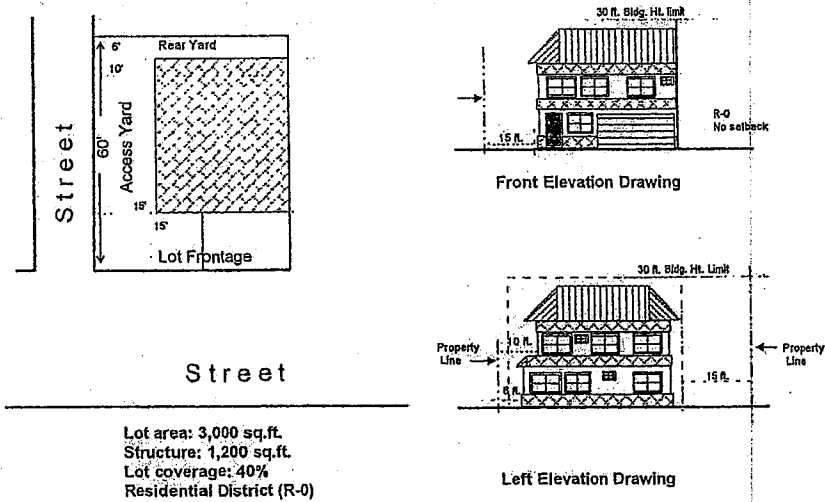 6'
Rear Yard
10'
Street
60'
Access Yard
15'
15'
Lot Frontage
Street
Lot area: 3,000 sq.ft.
Structure: 1,200 sq.ft.
Lot coverage: 40%
Residential District (R-0)
30 ft. Bldg. Ht. limit
R-0
No setback
15 ft.
Front Elevation Drawing
30 ft. Bldg. Ht. Limit
Property
Line
10 ft.
6 ft.
15 ft.
Property
Line
Left Elevation Drawing